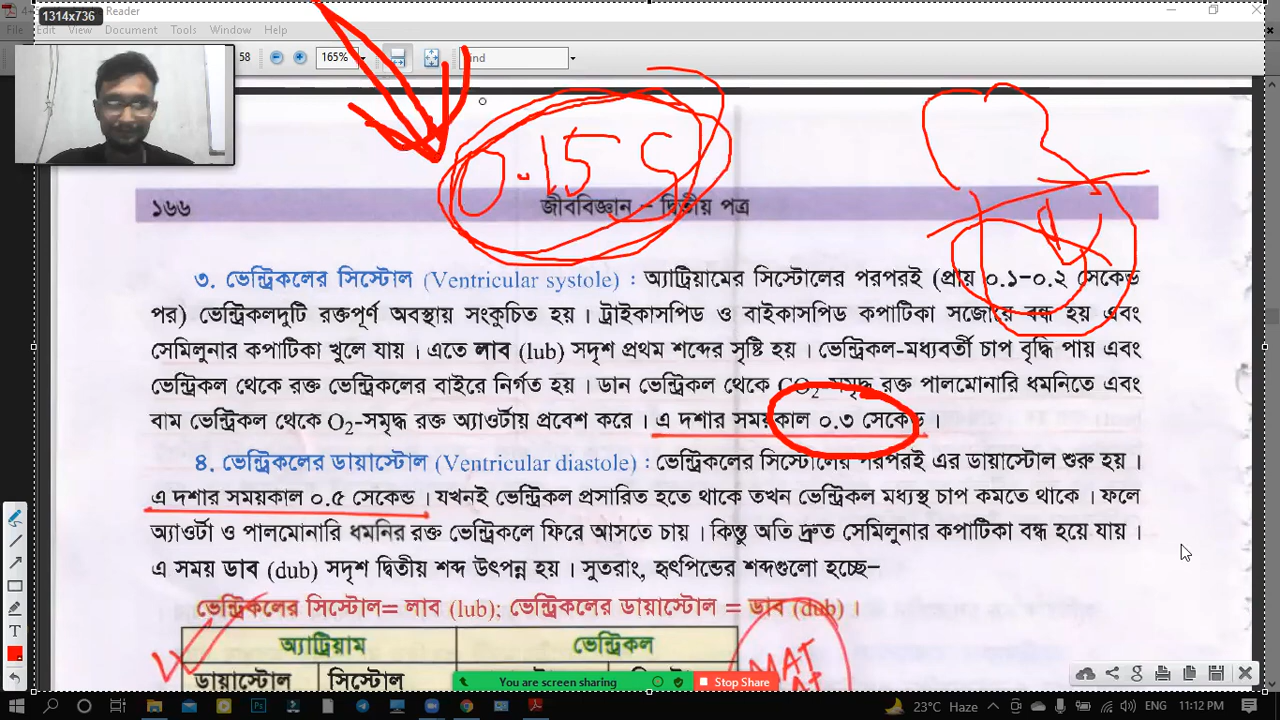 1314x736
Reader
File Edit View Document Tools Window Help
58 165%
0.15 S
১৬৬ জীববিজ্ঞান – দ্বিতীয় পত্র
৩. ভেন্ট্রিকলের সিস্টোল (Ventricular systole) : অ্যাট্রিয়ামের সিস্টোলের পরপরই (প্রায় ০.১–০.২ সেকেন্ড
পর) ভেন্ট্রিকলদুটি রক্তপূর্ণ অবস্থায় সংকুচিত হয়। ট্রাইকাসপিড ও বাইকাসপিড কপাটিকা সজোরে বন্ধ হয় এবং
সেমিলুনার কপাটিকা খুলে যায়। এতে লাব (lub) সদৃশ প্রথম শব্দের সৃষ্টি হয়। ভেন্ট্রিকল-মধ্যবর্তী চাপ বৃদ্ধি পায় এবং
ভেন্ট্রিকল থেকে রক্ত ভেন্ট্রিকলের বাইরে নির্গত হয়। ডান ভেন্ট্রিকল থেকে CO₂-সমৃদ্ধ রক্ত পালমোনারি ধমনিতে এবং
বাম ভেন্ট্রিকল থেকে O₂-সমৃদ্ধ রক্ত অ্যাওর্টায় প্রবেশ করে। এ দশার সময়কাল ০.৩ সেকেন্ড।
৪. ভেন্ট্রিকলের ডায়াস্টোল (Ventricular diastole) : ভেন্ট্রিকলের সিস্টোলের পরপরই এর ডায়াস্টোল শুরু হয়।
এ দশার সময়কাল ০.৫ সেকেন্ড। যখনই ভেন্ট্রিকল প্রসারিত হতে থাকে তখন ভেন্ট্রিকল মধ্যস্থ চাপ কমতে থাকে। ফলে
অ্যাওর্টা ও পালমোনারি ধমনির রক্ত ভেন্ট্রিকলে ফিরে আসতে চায়। কিন্তু অতি দ্রুত সেমিলুনার কপাটিকা বন্ধ হয়ে যায়।
এ সময় ডাব (dub) সদৃশ দ্বিতীয় শব্দ উৎপন্ন হয়। সুতরাং, হৃৎপিন্ডের শব্দগুলো হচ্ছে–
ভেন্ট্রিকলের সিস্টোল= লাব (lub); ভেন্ট্রিকলের ডায়াস্টোল = ডাব (dub)।
অ্যাট্রিয়াম ভেন্ট্রিকল
MAT
ডায়াস্টোল সিস্টোল
You are screen sharing Stop Share
23°C Haze 11:12 PM